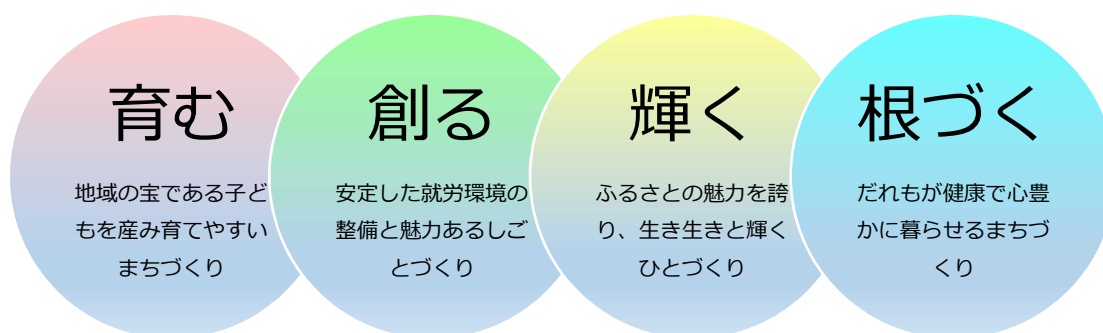 育む
地域の宝である子ど
もを産み育てやすい
まちづくり
創る
安定した就労環境の
整備と魅力あるしご
とづくり
輝く
ふるさとの魅力を誇
り、生き生きと輝く
ひとづくり
根づく
だれもが健康で心豊
かに暮らせるまちづ
くり